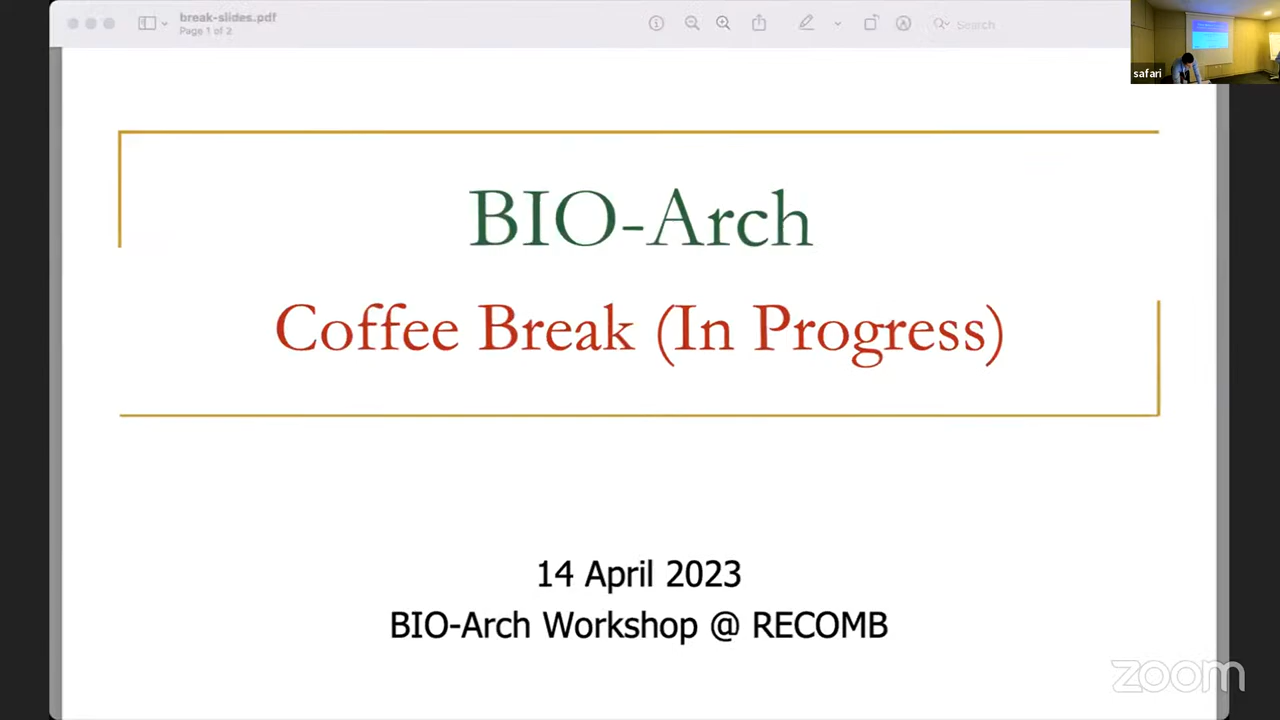 break-slides.pdf
Page 1 of 2
Search
safari
BIO-Arch
Coffee Break (In Progress)
14 April 2023
BIO-Arch Workshop @ RECOMB
zoom